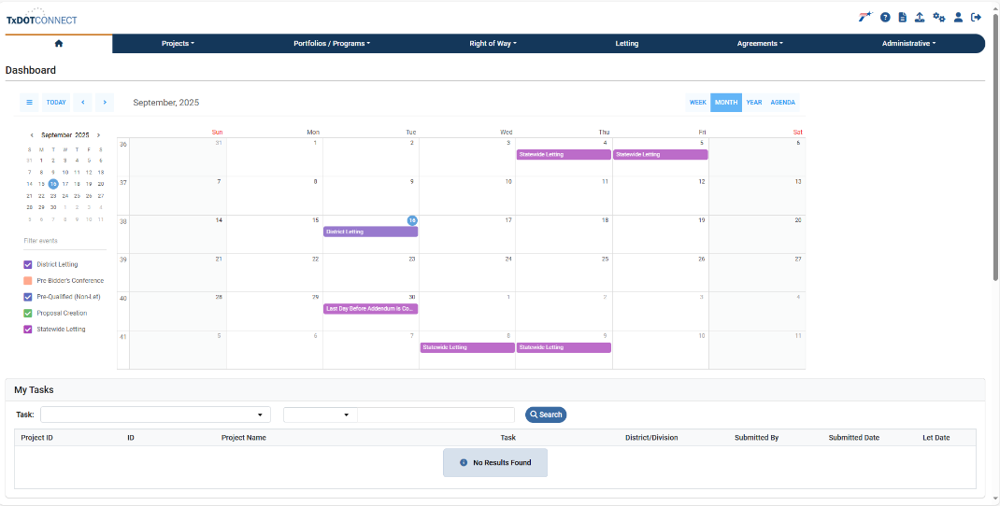 TxDOTCONNECT
Projects
Portfolios / Programs
Right of Way
Letting
Agreements
Administrative
Dashboard
TODAY
September, 2025
WEEK MONTH YEAR AGENDA
September 2025
S M T W T F S
31 1 2 3 4 5 6
7 8 9 10 11 12 13
14 15 16 17 18 19 20
21 22 23 24 25 26 27
28 29 30 1 2 3 4
5 6 7 8 9 10 11
Filter events
District Letting
Pre-Bidder's Conference
Pre-Qualified (Non-Let)
Proposal Creation
Statewide Letting
Sun Mon Tue Wed Thu Fri Sat
36 31 1 2 3 4 5 6
Statewide Letting Statewide Letting
37 7 8 9 10 11 12 13
38 14 15 16 17 18 19 20
District Letting
39 21 22 23 24 25 26 27
40 28 29 30 1 2 3 4
Last Day Before Addendum is Co...
41 5 6 7 8 9 10 11
Statewide Letting Statewide Letting
My Tasks
Task:
Search
Project ID ID Project Name Task District/Division Submitted By Submitted Date Let Date
No Results Found